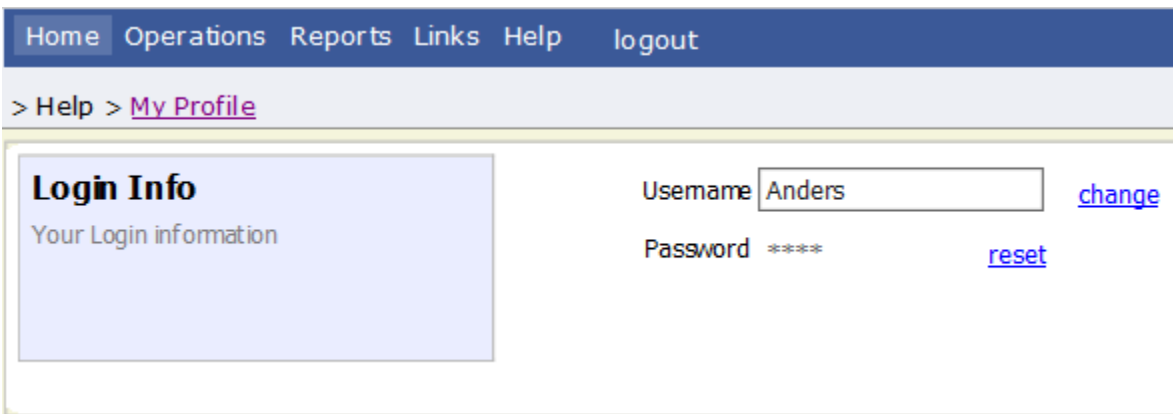 Home Operations Reports Links Help logout
> Help > My Profile
Login Info
Your Login information
Username Anders change
Password **** reset